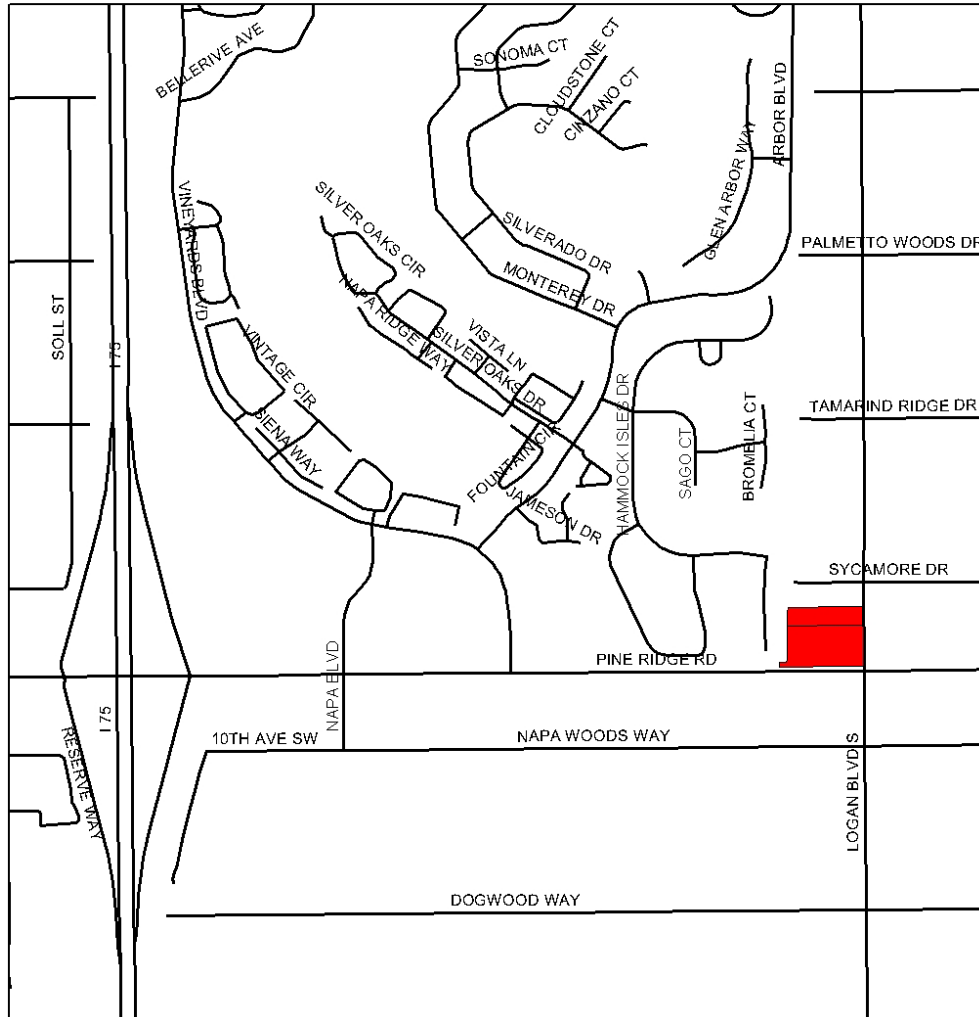 BELLERIVE AVE
SONOMA CT
CLOUDSTONE CT
CINZANO CT
ARBOR BLVD
GLEN ARBOR WAY
VINEYARDS BLVD
SILVER OAKS CIR
SILVERADO DR
PALMETTO WOODS DR
MONTEREY DR
SOLL ST
I 75
NAPA RIDGE WAY
VISTA LN
SILVER OAKS DR
VINTAGE CIR
HAMMOCK ISLES DR
TAMARIND RIDGE DR
SIENA WAY
FOUNTAIN CIR
SAGO CT
BROMELIA CT
JAMESON DR
SYCAMORE DR
PINE RIDGE RD
NAPA BLVD
I 75
RESERVE WAY
10TH AVE SW
NAPA WOODS WAY
LOGAN BLVD S
DOGWOOD WAY